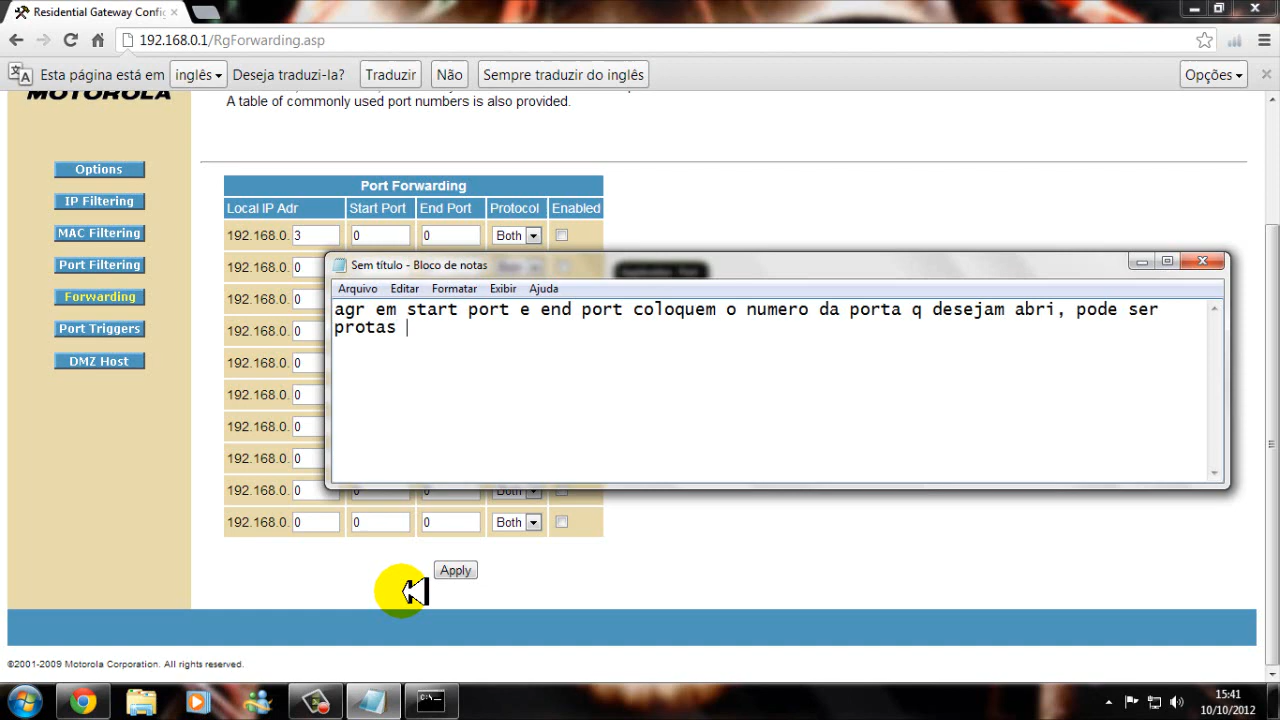 Residential Gateway Config
192.168.0.1/RgForwarding.asp
Esta página está em inglês Deseja traduzi-la? Traduzir Não Sempre traduzir do inglês Opções
MOTOROLA
A table of commonly used port numbers is also provided.
Options
IP Filtering
MAC Filtering
Port Filtering
Forwarding
Port Triggers
DMZ Host
Port Forwarding
Local IP Adr Start Port End Port Protocol Enabled
192.168.0. 3 0 0 Both
192.168.0. 0
192.168.0. 0
192.168.0. 0
192.168.0. 0
192.168.0. 0
192.168.0. 0
192.168.0. 0
192.168.0. 0 0 0 Both
192.168.0. 0 0 0 Both
Apply
Sem título - Bloco de notas
Arquivo Editar Formatar Exibir Ajuda
agr em start port e end port coloquem o numero da porta q desejam abri, pode ser
protas
©2001-2009 Motorola Corporation. All rights reserved.
15:41
10/10/2012